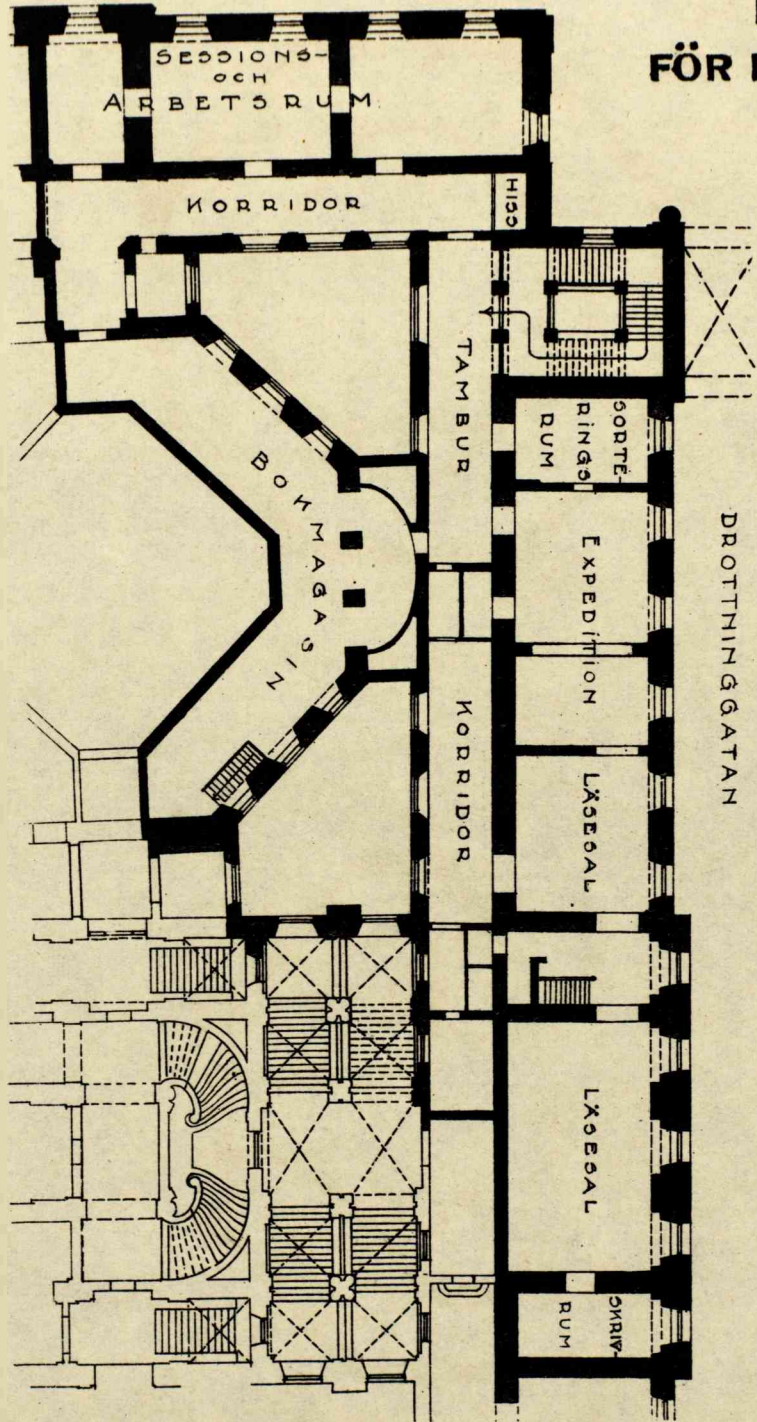 FÖR
SESSIONS-
OCH
ARBETSRUM
KORRIDOR
HISS
TAMBUR
SORTE-
RINGS
RUM
BOKMAGASIN
EXPEDITION
DROTTNINGGATAN
KORRIDOR
LÄSESAL
LÄSESAL
SKRIV-
RUM